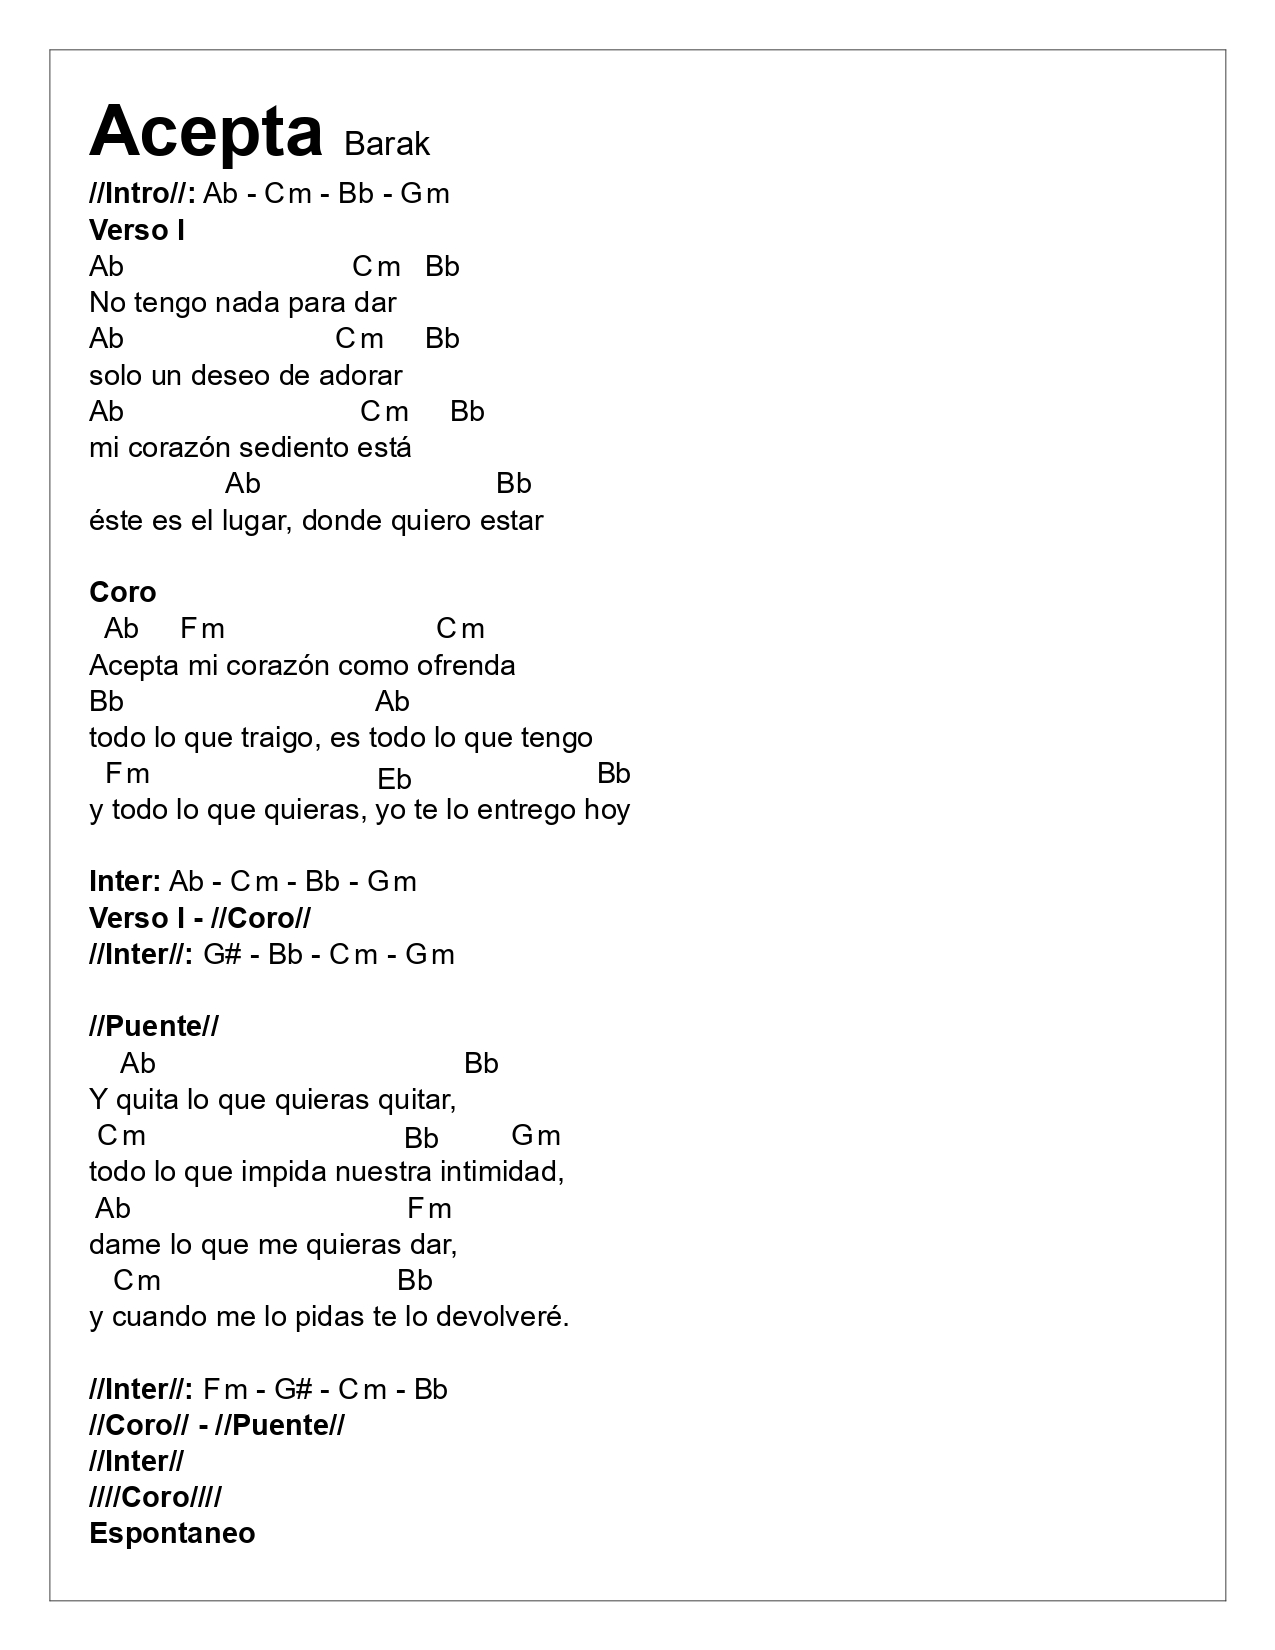 Acepta Barak
//Intro//: Ab - Cm - Bb - Gm
Verso I
Ab Cm Bb
No tengo nada para dar
Ab Cm Bb
solo un deseo de adorar
Ab Cm Bb
mi corazón sediento está
Ab Bb
éste es el lugar, donde quiero estar
Coro
Ab Fm Cm
Acepta mi corazón como ofrenda
Bb Ab
todo lo que traigo, es todo lo que tengo
Fm Eb Bb
y todo lo que quieras, yo te lo entrego hoy
Inter: Ab - Cm - Bb - Gm
Verso I - //Coro//
//Inter//: G# - Bb - Cm - Gm
//Puente//
Ab Bb
Y quita lo que quieras quitar,
Cm Bb Gm
todo lo que impida nuestra intimidad,
Ab Fm
dame lo que me quieras dar,
Cm Bb
y cuando me lo pidas te lo devolveré.
//Inter//: Fm - G# - Cm - Bb
//Coro// - //Puente//
//Inter//
////Coro////
Espontaneo